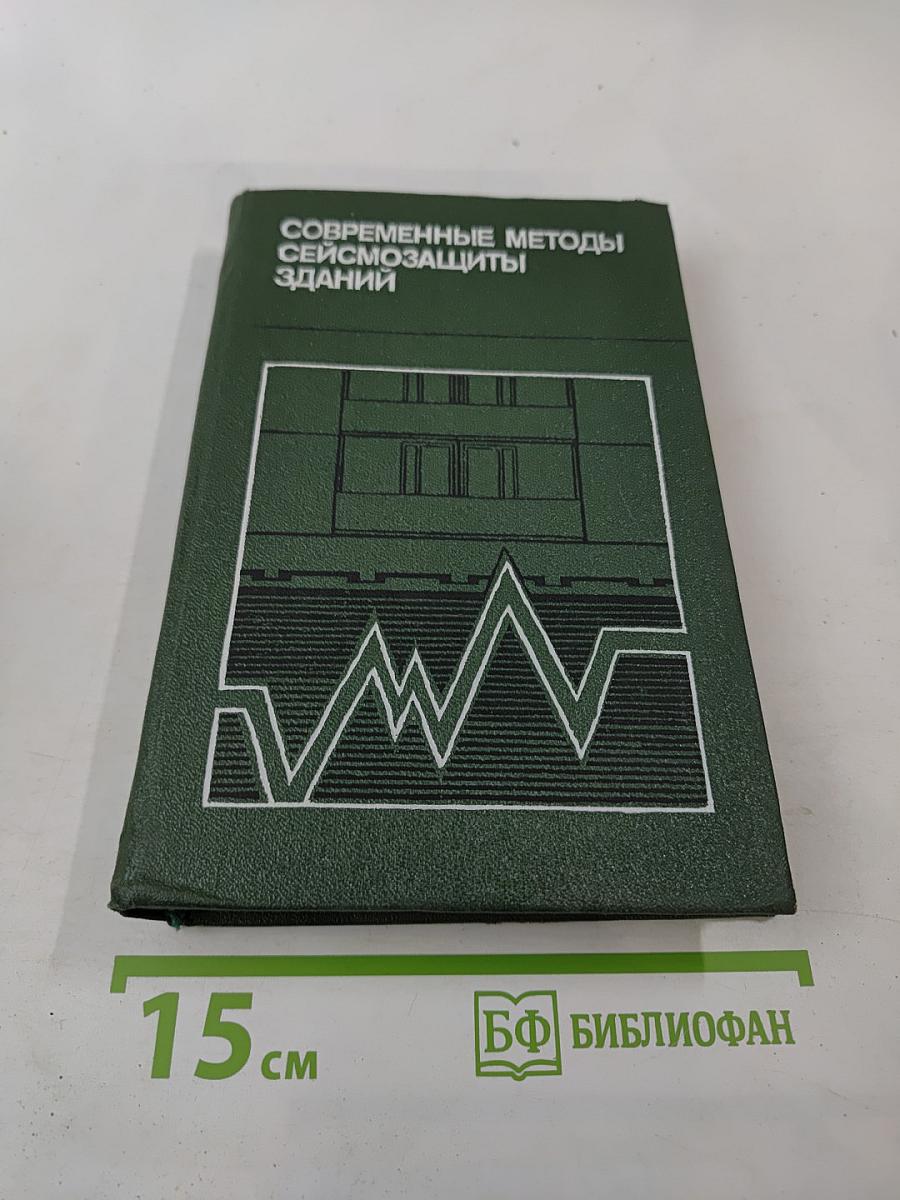 СОВРЕМЕННЫЕ МЕТОДЫ
СЕЙСМОЗАЩИТЫ
ЗДАНИЙ
15 см
БФ БИБЛИОФАН